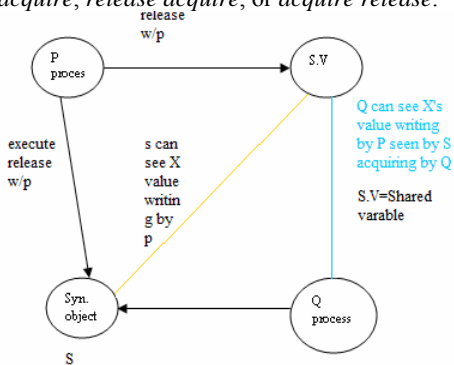 acquire, release acquire, or acquire release.
release
w/p
P
proces
S.V
Q can see X's
value writing
by P seen by S
acquiring by Q
execute
release
w/p
s can
see X
value
writin
g by
p
S.V=Shared
varable
Syn.
object
Q
process
S